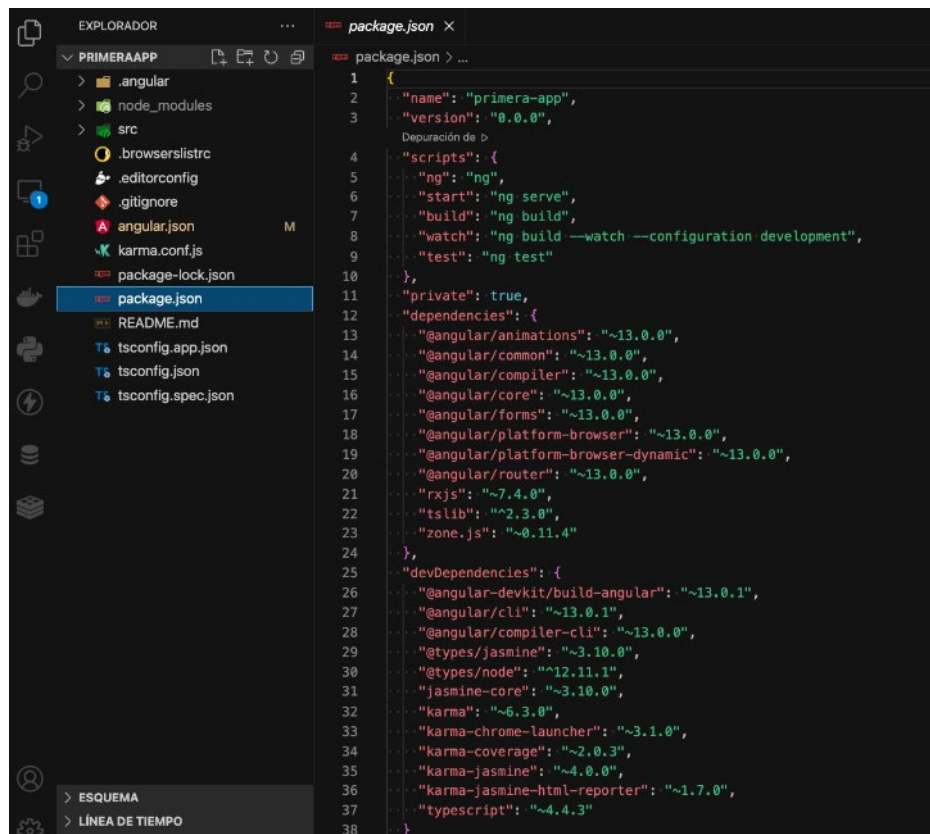 EXPLORADOR
PRIMERAAPP
.angular
node_modules
src
.browserslistrc
.editorconfig
.gitignore
angular.json M
karma.conf.js
package-lock.json
package.json
README.md
tsconfig.app.json
tsconfig.json
tsconfig.spec.json
ESQUEMA
LÍNEA DE TIEMPO
1
package.json
package.json > ...
1 {
2 "name": "primera-app",
3 "version": "0.0.0",
Depuración de
4 "scripts": {
5 "ng": "ng",
6 "start": "ng serve",
7 "build": "ng build",
8 "watch": "ng build --watch --configuration development",
9 "test": "ng test"
10 },
11 "private": true,
12 "dependencies": {
13 "@angular/animations": "~13.0.0",
14 "@angular/common": "~13.0.0",
15 "@angular/compiler": "~13.0.0",
16 "@angular/core": "~13.0.0",
17 "@angular/forms": "~13.0.0",
18 "@angular/platform-browser": "~13.0.0",
19 "@angular/platform-browser-dynamic": "~13.0.0",
20 "@angular/router": "~13.0.0",
21 "rxjs": "~7.4.0",
22 "tslib": "^2.3.0",
23 "zone.js": "~0.11.4"
24 },
25 "devDependencies": {
26 "@angular-devkit/build-angular": "~13.0.1",
27 "@angular/cli": "~13.0.1",
28 "@angular/compiler-cli": "~13.0.0",
29 "@types/jasmine": "~3.10.0",
30 "@types/node": "^12.11.1",
31 "jasmine-core": "~3.10.0",
32 "karma": "~6.3.0",
33 "karma-chrome-launcher": "~3.1.0",
34 "karma-coverage": "~2.0.3",
35 "karma-jasmine": "~4.0.0",
36 "karma-jasmine-html-reporter": "~1.7.0",
37 "typescript": "~4.4.3"
38 }